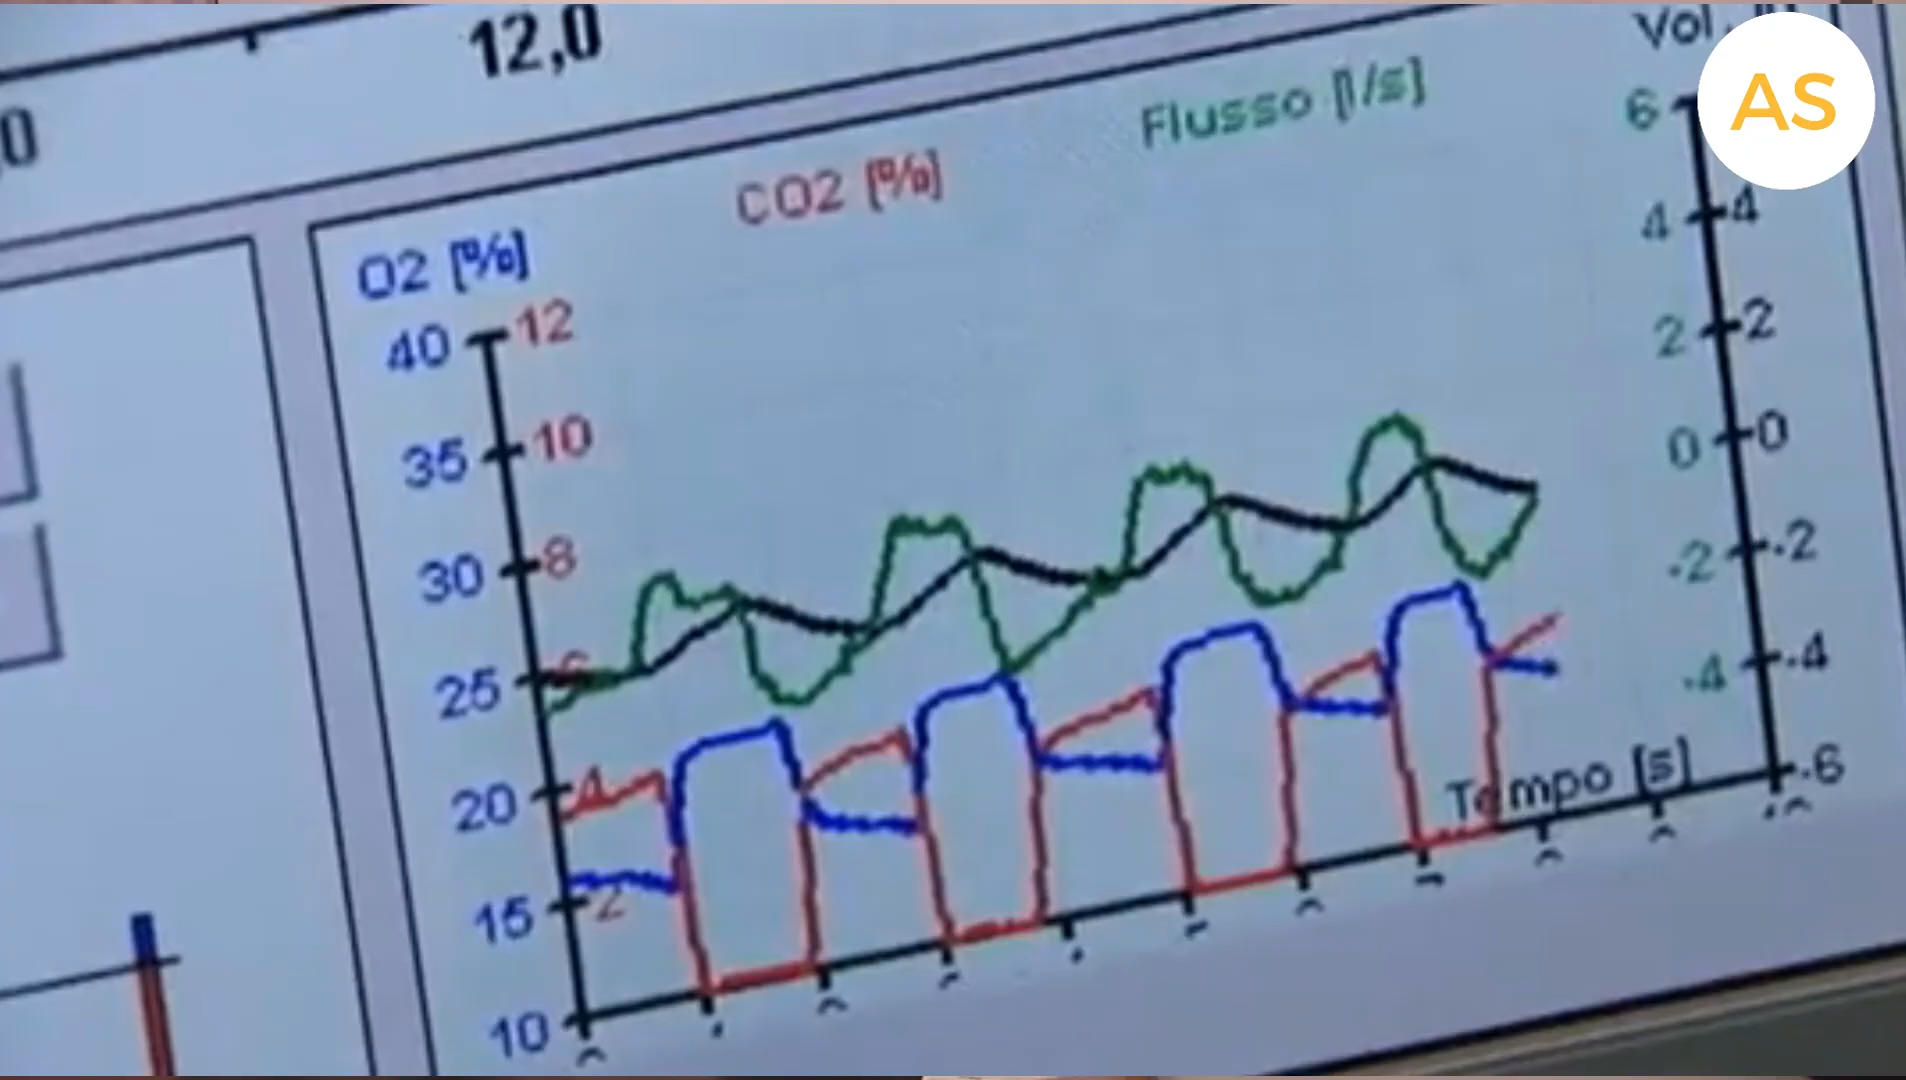 12,0
0
Vol.
AS
Flusso [l/s]
CO2 [%]
O2 [%]
6
40 12
4 4
35 10
2 2
30 8
0 0
25 6
-2 -2
20 4
-4 -4
15 2
Tempo [s]
-6
10